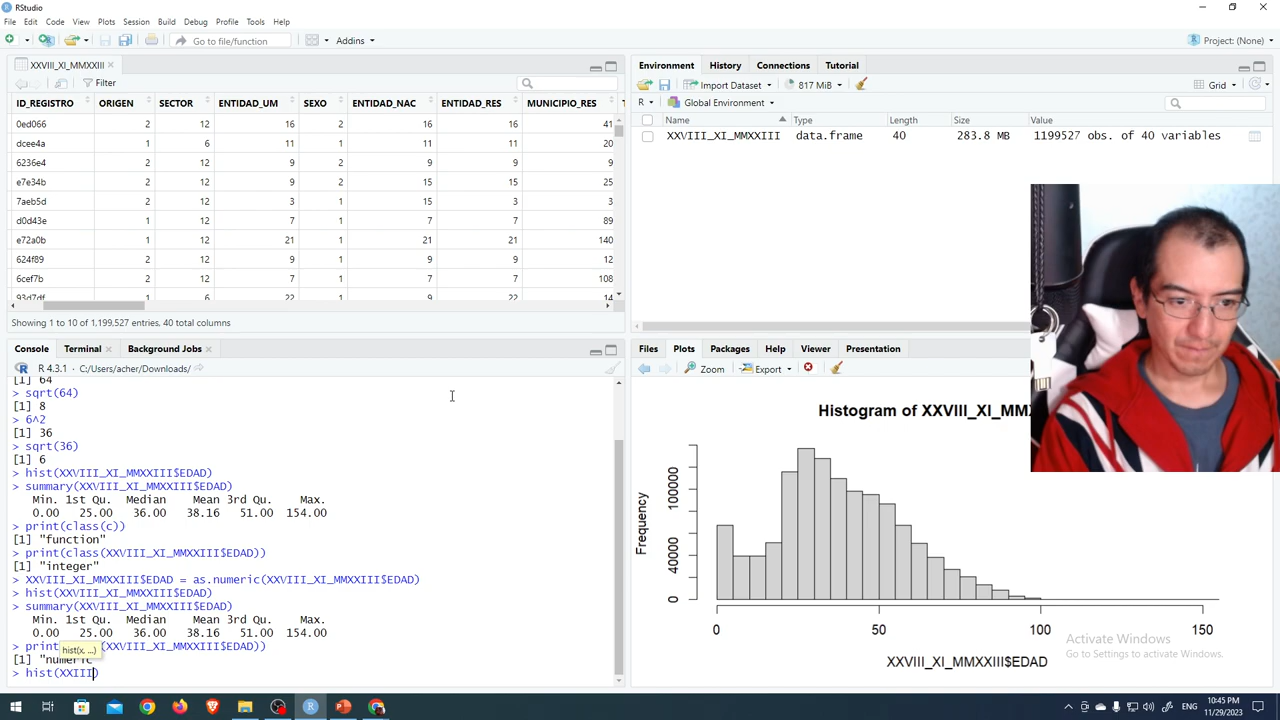 RStudio
File Edit Code View Plots Session Build Debug Profile Tools Help
Go to file/function Addins Project: (None)
XXVIII_XI_MMXXIII
Filter
ID_REGISTRO ORIGEN SECTOR ENTIDAD_UM SEXO ENTIDAD_NAC ENTIDAD_RES MUNICIPIO_RES
0ed066 2 12 16 2 16 16 41
dcee4a 1 6 11 1 11 11 20
6236e4 2 12 9 2 9 9 9
e7e34b 2 12 9 2 15 15 25
7aeb5d 2 12 3 1 15 3 3
d0d43e 1 12 7 1 7 7 89
e72a0b 1 12 21 1 21 21 140
624f89 2 12 9 1 9 9 12
6cef7b 2 12 7 1 7 7 108
93d7df 1 6 22 1 9 22 14
Showing 1 to 10 of 1,199,527 entries, 40 total columns
Console Terminal Background Jobs
R 4.3.1 · C:/Users/acher/Downloads/
[1] 64
> sqrt(64)
[1] 8
> 6^2
[1] 36
> sqrt(36)
[1] 6
> hist(XXVIII_XI_MMXXIII$EDAD)
> summary(XXVIII_XI_MMXXIII$EDAD)
Min. 1st Qu. Median Mean 3rd Qu. Max.
0.00 25.00 36.00 38.16 51.00 154.00
> print(class(c))
[1] "function"
> print(class(XXVIII_XI_MMXXIII$EDAD))
[1] "integer"
> XXVIII_XI_MMXXIII$EDAD = as.numeric(XXVIII_XI_MMXXIII$EDAD)
> hist(XXVIII_XI_MMXXIII$EDAD)
> summary(XXVIII_XI_MMXXIII$EDAD)
Min. 1st Qu. Median Mean 3rd Qu. Max.
0.00 25.00 36.00 38.16 51.00 154.00
> print XXVIII_XI_MMXXIII$EDAD))
hist(x, ...)
[1] "numeric
> hist(XXIII)
Environment History Connections Tutorial
Import Dataset 817 MiB Grid
R Global Environment
Name Type Length Size Value
XXVIII_XI_MMXXIII data.frame 40 283.8 MB 1199527 obs. of 40 variables
Files Plots Packages Help Viewer Presentation
Zoom Export
Histogram of XXVIII_XI_MMX
Frequency
0 40000 100000
0 50 100 150
XXVIII_XI_MMXXIII$EDAD
Activate Windows
Go to Settings to activate Windows.
10:45 PM
11/29/2023